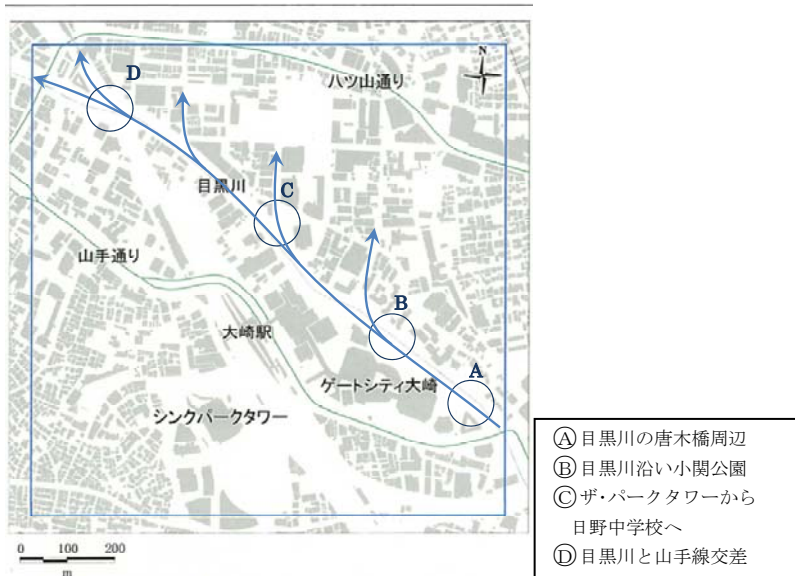 N
D
八ツ山通り
目黒川
C
山手通り
B
大崎駅
A
ゲートシティ大崎
シンクパークタワー
0 100 200
m
Ⓐ目黒川の唐木橋周辺
Ⓑ目黒川沿い小関公園
Ⓒザ・パークタワーから
日野中学校へ
Ⓓ目黒川と山手線交差